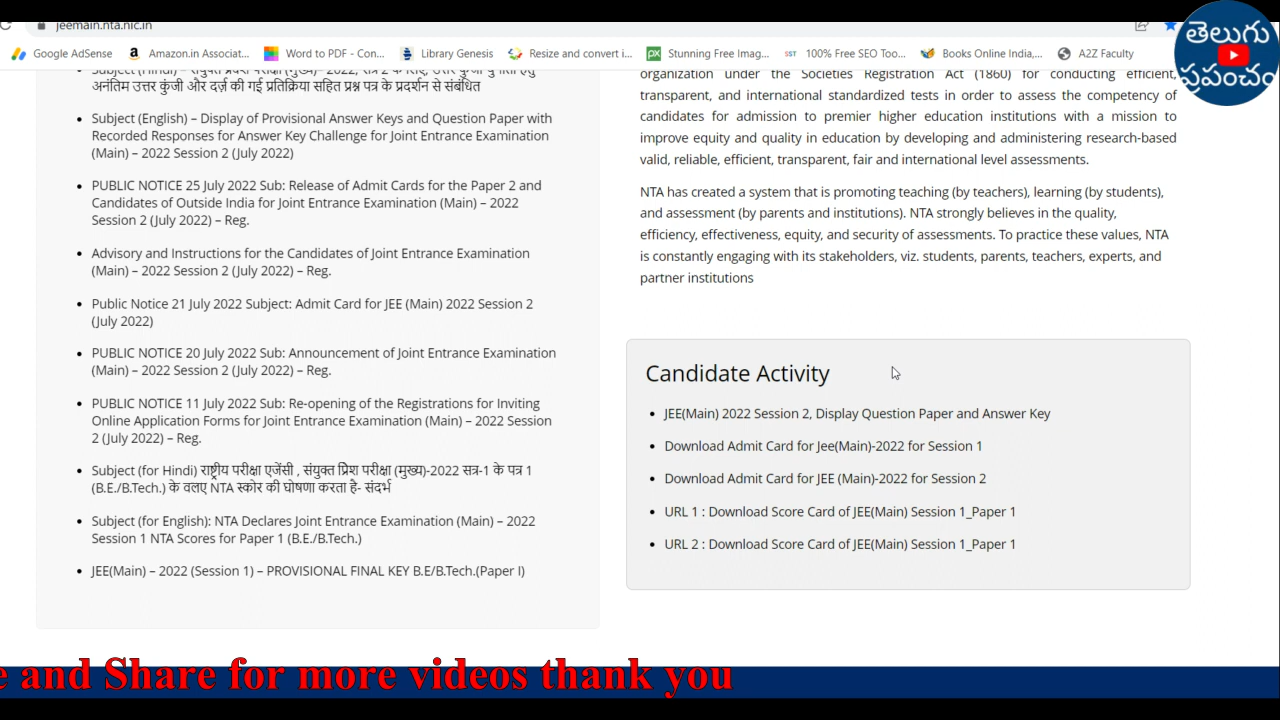 jeemain.nta.nic.in
Google AdSense
Amazon.in Associat...
Word to PDF - Con...
Library Genesis
Resize and convert i...
Stunning Free Imag...
100% Free SEO Too...
Books Online India,...
A2Z Faculty
తెలుగు
ప్రపంచం
अनंतिम उत्तर कुंजी और दर्ज़ की गई प्रतिक्रिया सहित प्रश्न पत्र के प्रदर्शन से संबंधित
Subject (English) – Display of Provisional Answer Keys and Question Paper with
Recorded Responses for Answer Key Challenge for Joint Entrance Examination
(Main) – 2022 Session 2 (July 2022)
PUBLIC NOTICE 25 July 2022 Sub: Release of Admit Cards for the Paper 2 and
Candidates of Outside India for Joint Entrance Examination (Main) – 2022
Session 2 (July 2022) – Reg.
Advisory and Instructions for the Candidates of Joint Entrance Examination
(Main) – 2022 Session 2 (July 2022) – Reg.
Public Notice 21 July 2022 Subject: Admit Card for JEE (Main) 2022 Session 2
(July 2022)
PUBLIC NOTICE 20 July 2022 Sub: Announcement of Joint Entrance Examination
(Main) – 2022 Session 2 (July 2022) – Reg.
PUBLIC NOTICE 11 July 2022 Sub: Re-opening of the Registrations for Inviting
Online Application Forms for Joint Entrance Examination (Main) – 2022 Session
2 (July 2022) – Reg.
Subject (for Hindi) राष्ट्रीय परीक्षा एजेंसी , संयुक्त प्रिश परीक्षा (मुख्य)-2022 सत्र-1 के पत्र 1
(B.E./B.Tech.) के वलए NTA स्कोर की घोषणा करता है- संदर्भ
Subject (for English): NTA Declares Joint Entrance Examination (Main) – 2022
Session 1 NTA Scores for Paper 1 (B.E./B.Tech.)
JEE(Main) – 2022 (Session 1) – PROVISIONAL FINAL KEY B.E/B.Tech.(Paper I)
organization under the Societies Registration Act (1860) for conducting efficient,
transparent, and international standardized tests in order to assess the competency of
candidates for admission to premier higher education institutions with a mission to
improve equity and quality in education by developing and administering research-based
valid, reliable, efficient, transparent, fair and international level assessments.
NTA has created a system that is promoting teaching (by teachers), learning (by students),
and assessment (by parents and institutions). NTA strongly believes in the quality,
efficiency, effectiveness, equity, and security of assessments. To practice these values, NTA
is constantly engaging with its stakeholders, viz. students, parents, teachers, experts, and
partner institutions
Candidate Activity
JEE(Main) 2022 Session 2, Display Question Paper and Answer Key
Download Admit Card for Jee(Main)-2022 for Session 1
Download Admit Card for JEE (Main)-2022 for Session 2
URL 1 : Download Score Card of JEE(Main) Session 1_Paper 1
URL 2 : Download Score Card of JEE(Main) Session 1_Paper 1
e and Share for more videos thank you